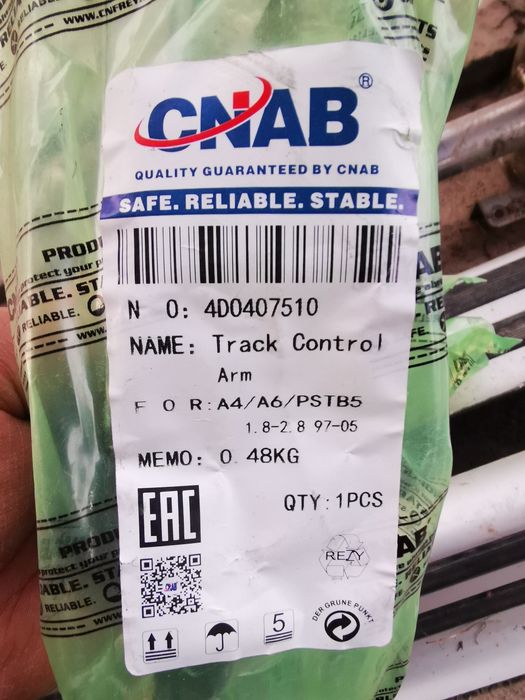 CNAB®
QUALITY GUARANTEED BY CNAB
SAFE. RELIABLE. STABLE.
N O: 4D0407510
NAME: Track Control
Arm
F O R: A4/A6/PSTB5
1.8-2.8 97-05
MEMO: 0.48KG
EAC
QTY: 1PCS
REZY
CNAB
5
DER GRÜNE PUNKT